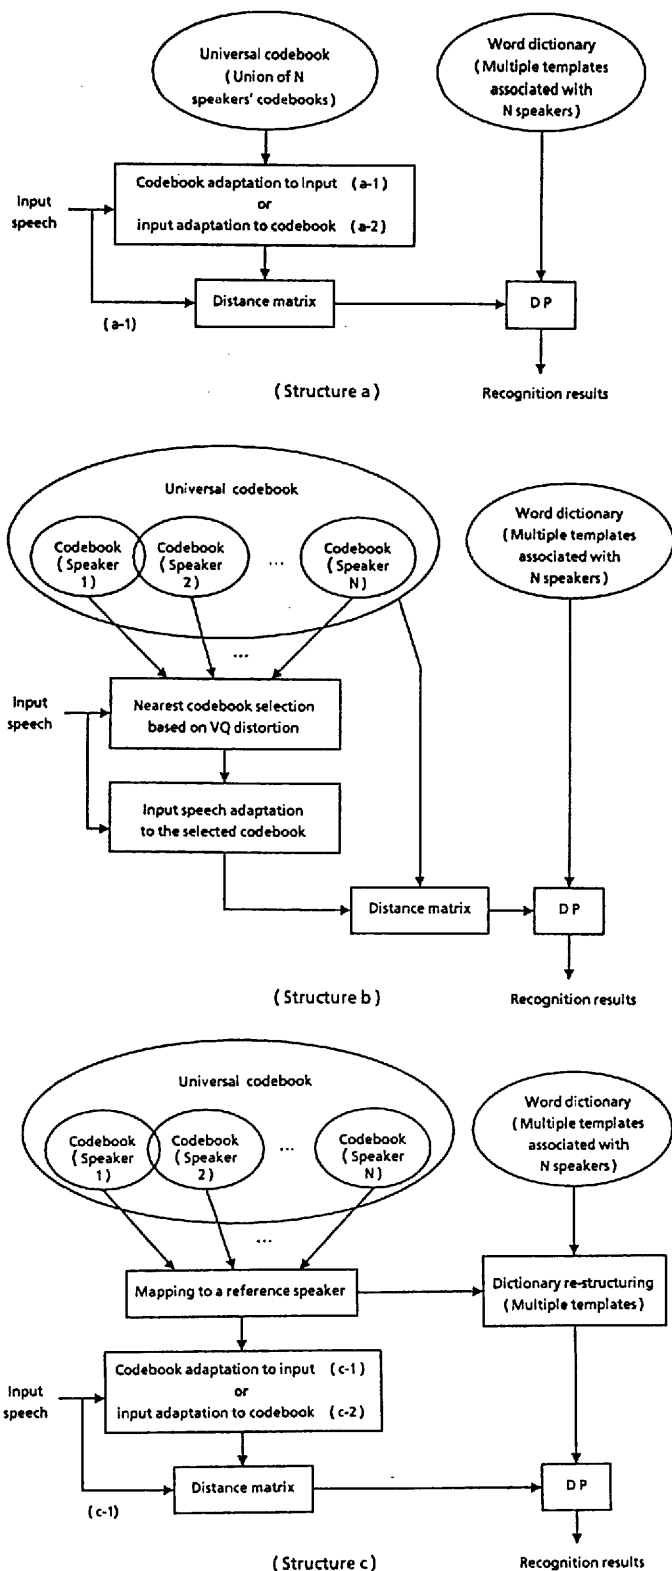 Universal codebook
( Union of N
speakers' codebooks )
Word dictionary
( Multiple templates
associated with
N speakers )
Input
speech
Codebook adaptation to Input ( a-1 )
or
input adaptation to codebook ( a-2 )
Distance matrix
D P
( a-1 )
( Structure a )
Recognition results
Universal codebook
Codebook
( Speaker
1 )
Codebook
( Speaker
2 )
...
Codebook
( Speaker
N )
Word dictionary
( Multiple templates
associated with
N speakers )
...
Input
speech
Nearest codebook selection
based on VQ distortion
Input speech adaptation
to the selected codebook
Distance matrix
D P
( Structure b )
Recognition results
Universal codebook
Codebook
( Speaker
1 )
Codebook
( Speaker
2 )
...
Codebook
( Speaker
N )
Word dictionary
( Multiple templates
associated with
N speakers )
...
Mapping to a reference speaker
Dictionary re-structuring
( Multiple templates )
Input
speech
Codebook adaptation to input ( c-1 )
or
input adaptation to codebook ( c-2 )
Distance matrix
D P
(c-1)
( Structure c )
Recognition results